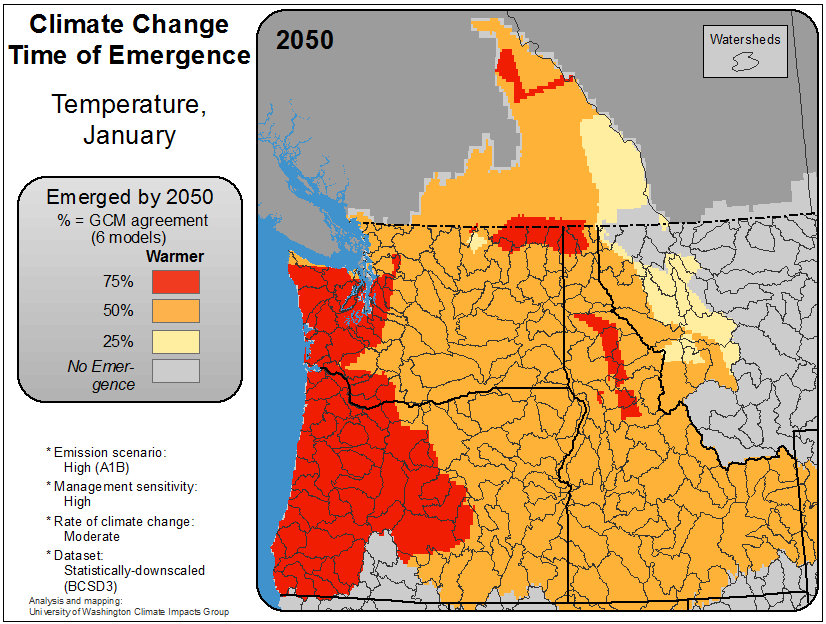 Climate Change
Time of Emergence
Temperature,
January
Emerged by 2050
% = GCM agreement
(6 models)
Warmer
75%
50%
25%
No Emer-
gence
* Emission scenario:
High (A1B)
* Management sensitivity:
High
* Rate of climate change:
Moderate
* Dataset:
Statistically-downscaled
(BCSD3)
Analysis and mapping:
University of Washington Climate Impacts Group
2050
Watersheds